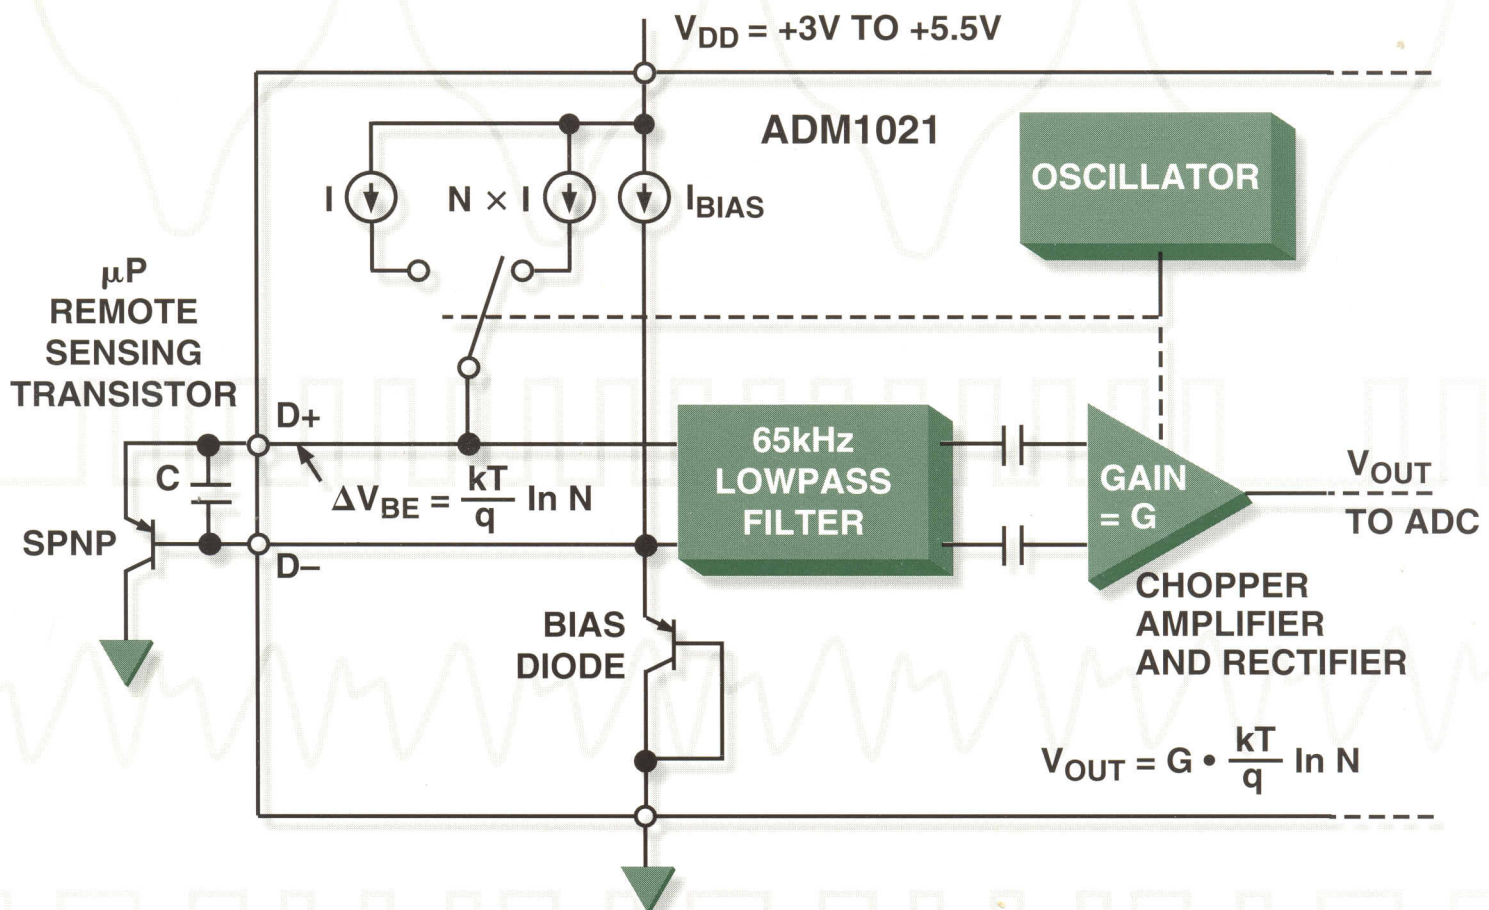 V_DD = +3V TO +5.5V
ADM1021
OSCILLATOR
I
N × I
I_BIAS
μP
REMOTE
SENSING
TRANSISTOR
D+
C
ΔV_BE = kT/q ln N
SPNP
D–
65kHz
LOWPASS
FILTER
GAIN
= G
V_OUT
TO ADC
CHOPPER
AMPLIFIER
AND RECTIFIER
BIAS
DIODE
V_OUT = G • kT/q ln N